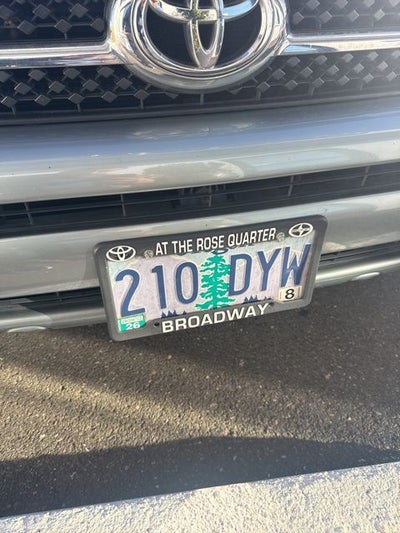 AT THE ROSE QUARTER
210 DYW
26
8
BROADWAY